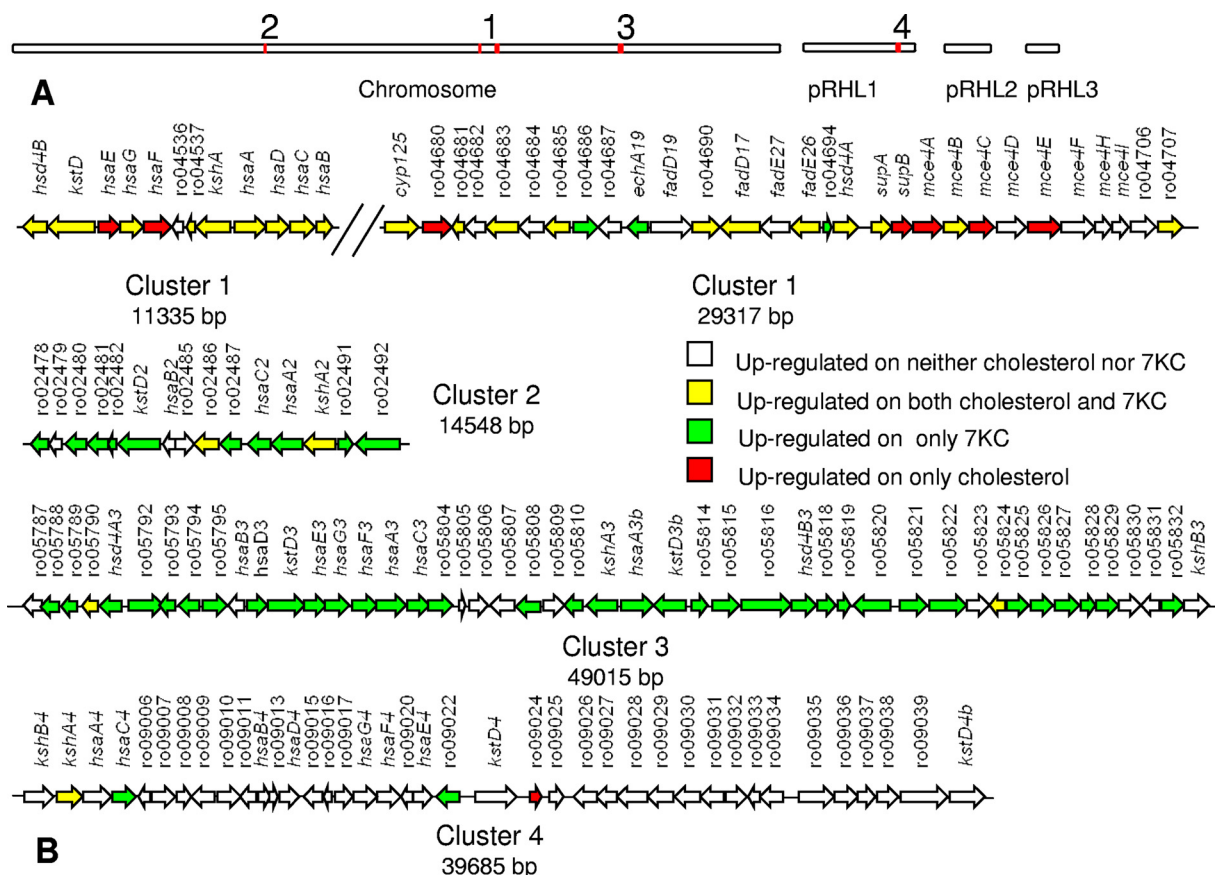 2 1 3 4
A Chromosome pRHL1 pRHL2 pRHL3
hsd4B kstD hsaE hsaG hsaF ro04536 ro04537 kshA hsaA hsaD hsaC hsaB cyp125 ro04680 ro04681 ro04682 ro04683 ro04684 ro04685 ro04686 ro04687 echA19 fadD19 ro04690 fadD17 fadE27 fadE26 ro04694 hsd4A supA supB mce4A mce4B mce4C mce4D mce4E mce4F mce4H mce4I ro04706 ro04707
Cluster 1 Cluster 1
11335 bp 29317 bp
ro02478 ro02479 ro02480 ro02481 ro02482 kstD2 hsaB2 ro02485 ro02486 ro02487 hsaC2 hsaA2 kshA2 ro02491 ro02492
Cluster 2
14548 bp
Up-regulated on neither cholesterol nor 7KC
Up-regulated on both cholesterol and 7KC
Up-regulated on only 7KC
Up-regulated on only cholesterol
ro05787 ro05788 ro05789 ro05790 hsd4A3 ro05792 ro05793 ro05794 ro05795 hsaB3 hsaD3 kstD3 hsaE3 hsaG3 hsaF3 hsaA3 hsaC3 ro05804 ro05805 ro05806 ro05807 ro05808 ro05809 ro05810 kshA3 hsaA3b kstD3b ro05814 ro05815 ro05816 hsd4B3 ro05818 ro05819 ro05820 ro05821 ro05822 ro05823 ro05824 ro05825 ro05826 ro05827 ro05828 ro05829 ro05830 ro05831 ro05832 kshB3
Cluster 3
49015 bp
kshB4 kshA4 hsaA4 hsaC4 ro09006 ro09007 ro09008 ro09009 ro09010 ro09011 hsaB4 ro09013 hsaD4 ro09015 ro09016 ro09017 hsaG4 hsaF4 ro09020 hsaE4 ro09022 kstD4 ro09024 ro09025 ro09026 ro09027 ro09028 ro09029 ro09030 ro09031 ro09032 ro09033 ro09034 ro09035 ro09036 ro09037 ro09038 ro09039 kstD4b
B Cluster 4
39685 bp